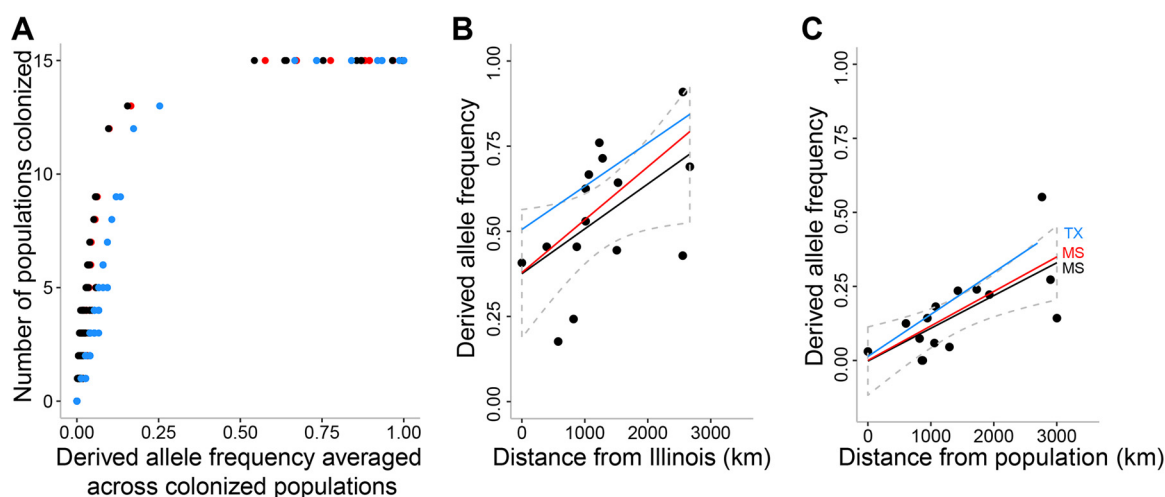 A
Number of populations colonized
15
10
5
0
0.00 0.25 0.50 0.75 1.00
Derived allele frequency averaged
across colonized populations
B
Derived allele frequency
1.00
0.75
0.50
0.25
0.00
0 1000 2000 3000
Distance from Illinois (km)
C
Derived allele frequency
1.00
0.75
0.50
0.25
0.00
TX
MS
MS
0 1000 2000 3000
Distance from population (km)